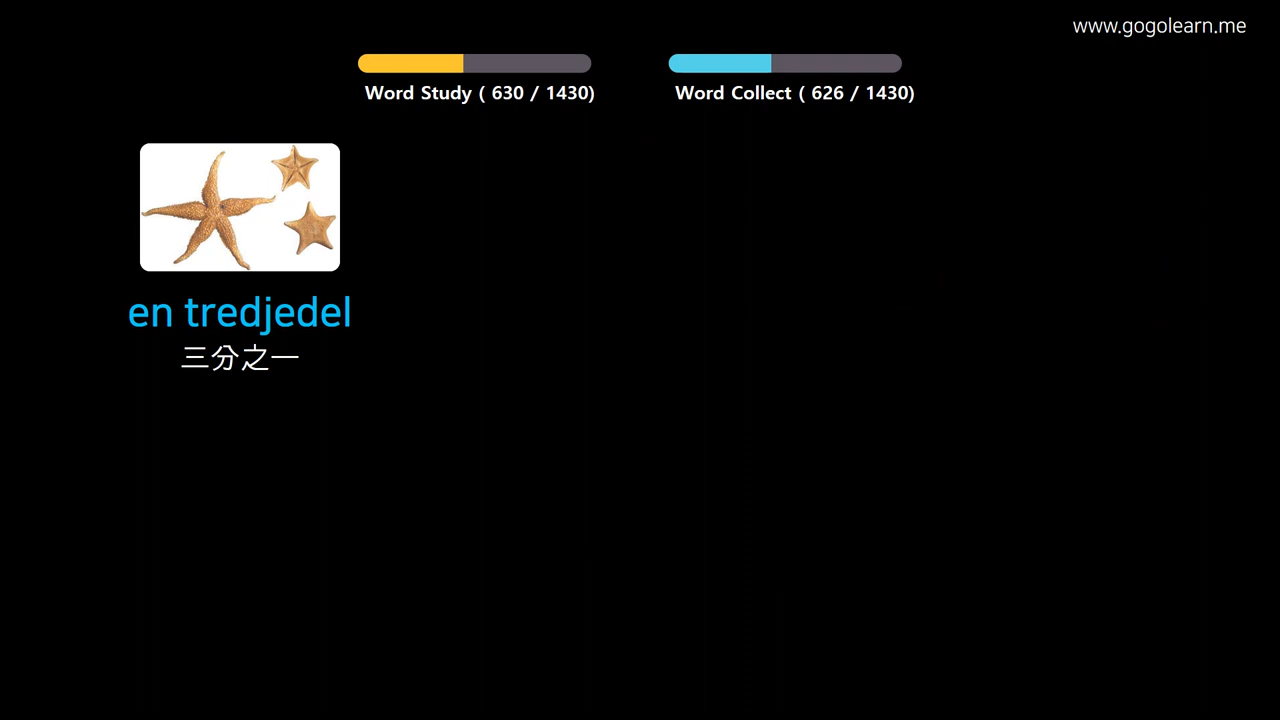 www.gogolearn.me
Word Study ( 630 / 1430)
Word Collect ( 626 / 1430)
en tredjedel
三分之一